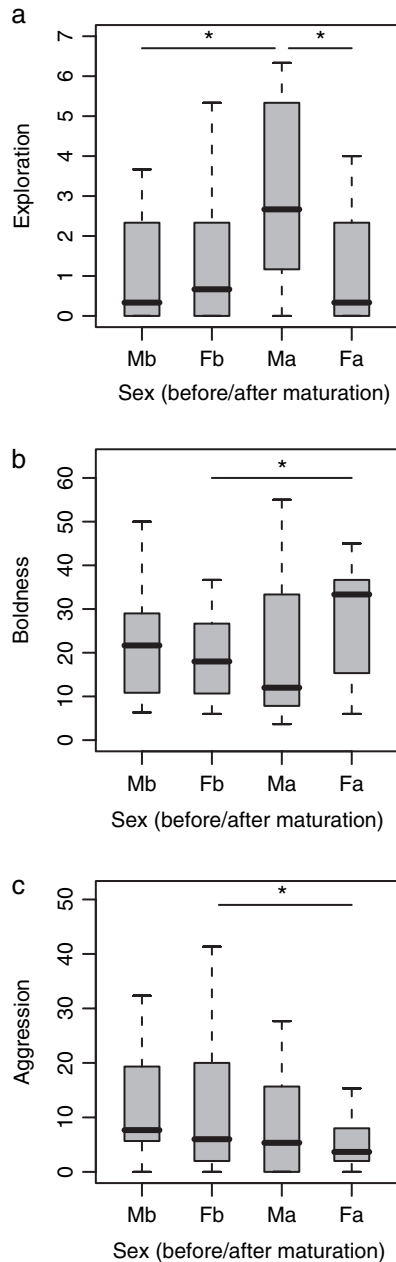 a
7
6
5
4
3
2
1
0
Exploration
* *
Mb Fb Ma Fa
Sex (before/after maturation)
b
60
50
40
30
20
10
0
Boldness
*
Mb Fb Ma Fa
Sex (before/after maturation)
c
50
40
30
20
10
0
Aggression
*
Mb Fb Ma Fa
Sex (before/after maturation)